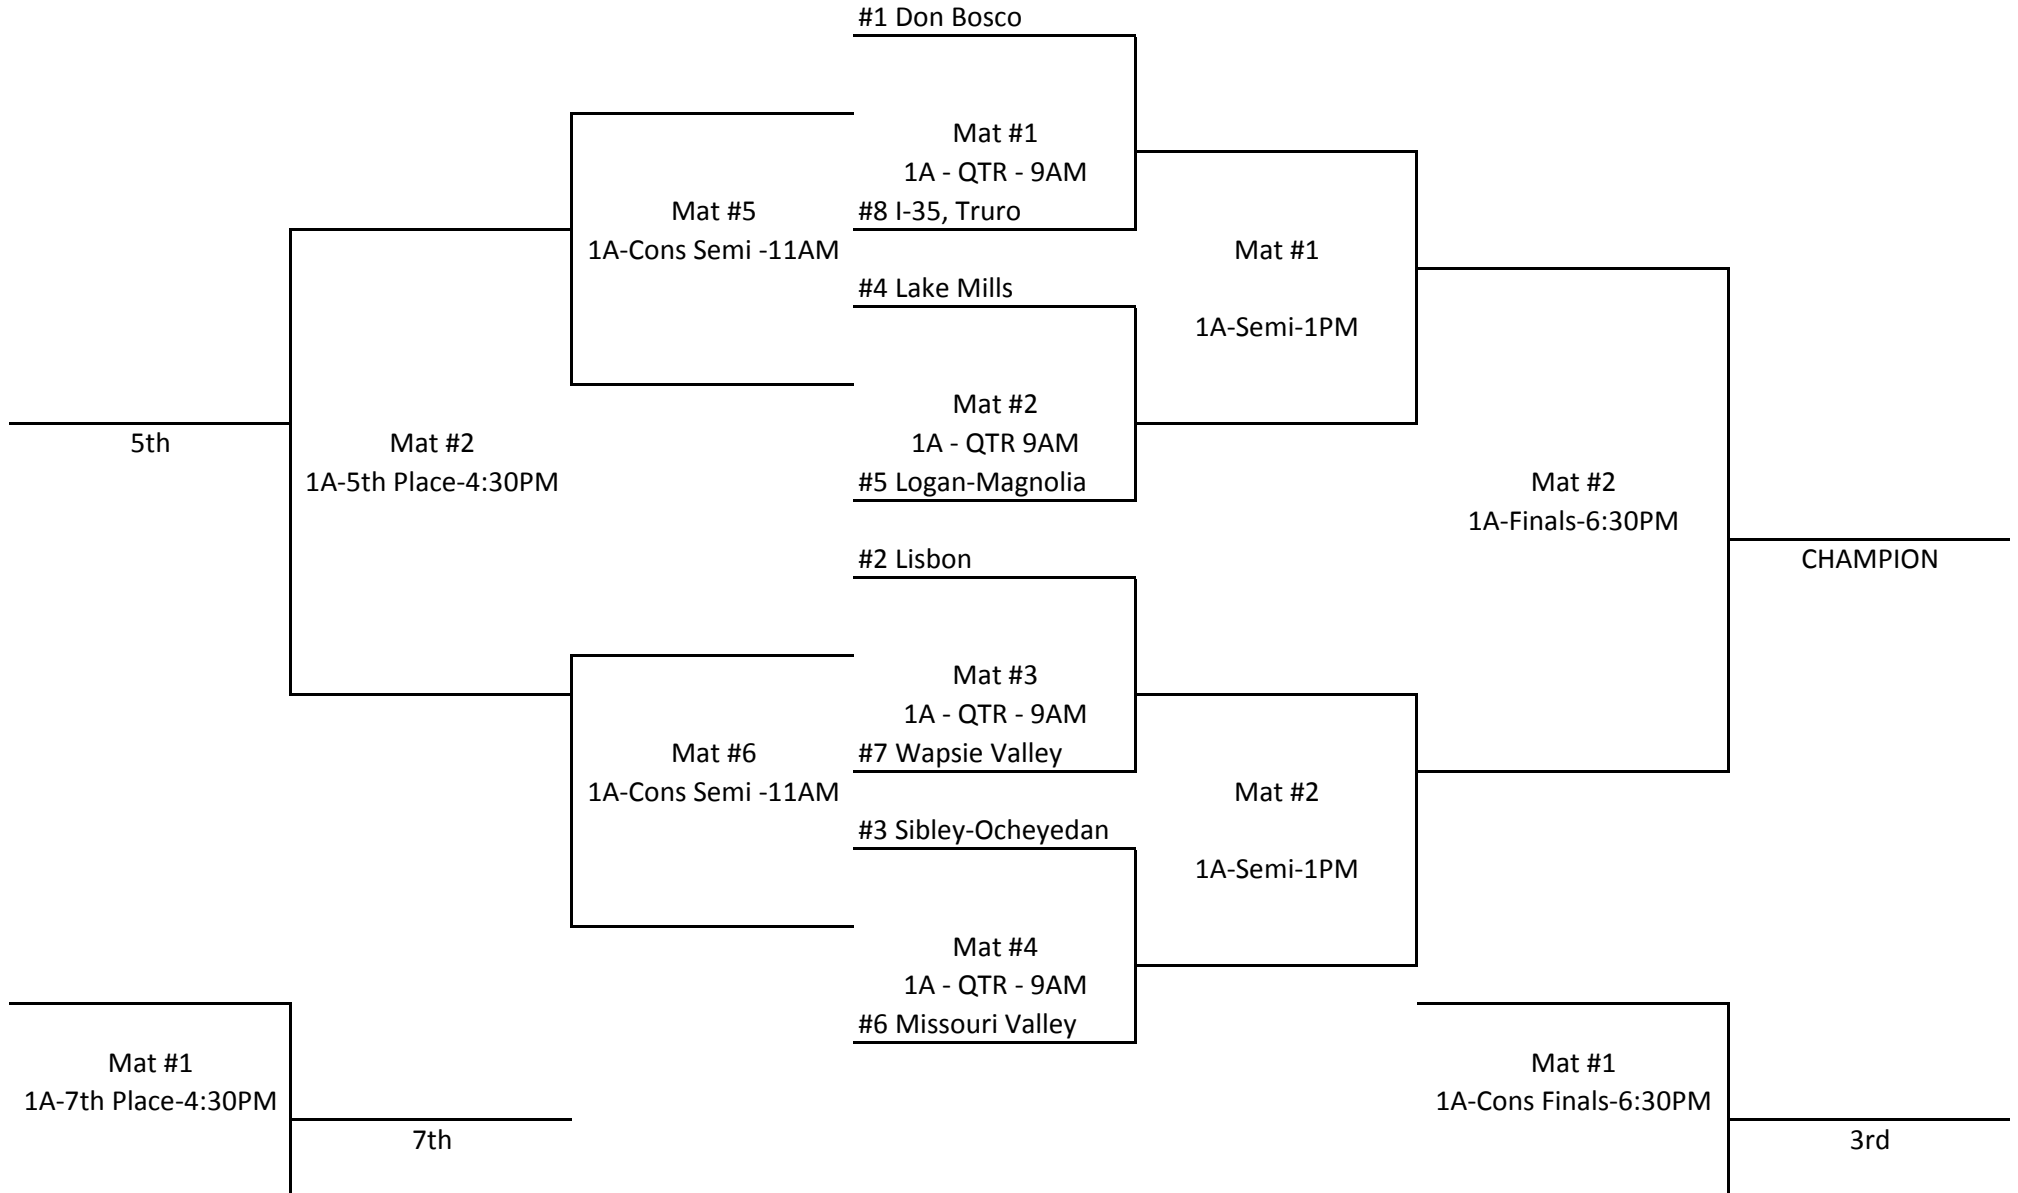 #1 Don Bosco
Mat #1
1A - QTR - 9AM
#8 I-35, Truro
Mat #5
1A-Cons Semi -11AM
Mat #1
1A-Semi-1PM
#4 Lake Mills
Mat #2
1A - QTR 9AM
#5 Logan-Magnolia
5th
Mat #2
1A-5th Place-4:30PM
Mat #2
1A-Finals-6:30PM
CHAMPION
#2 Lisbon
Mat #3
1A - QTR - 9AM
#7 Wapsie Valley
Mat #6
1A-Cons Semi -11AM
Mat #2
1A-Semi-1PM
#3 Sibley-Ocheyedan
Mat #4
1A - QTR - 9AM
#6 Missouri Valley
Mat #1
1A-7th Place-4:30PM
7th
Mat #1
1A-Cons Finals-6:30PM
3rd